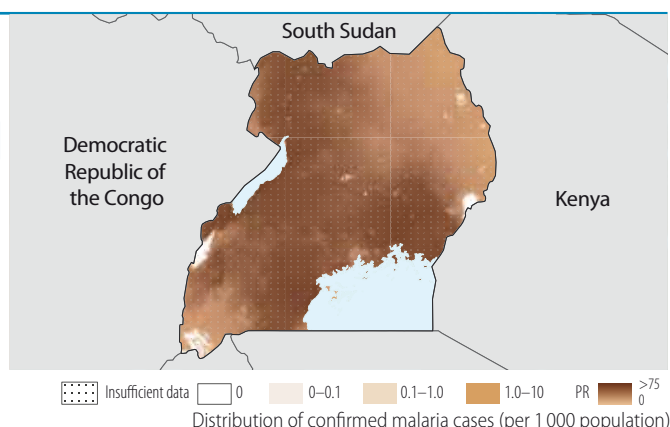 South Sudan
Democratic
Republic of
the Congo
Kenya
Insufficient data 0 0–0.1 0.1–1.0 1.0–10 PR >75
0
Distribution of confirmed malaria cases (per 1 000 population)